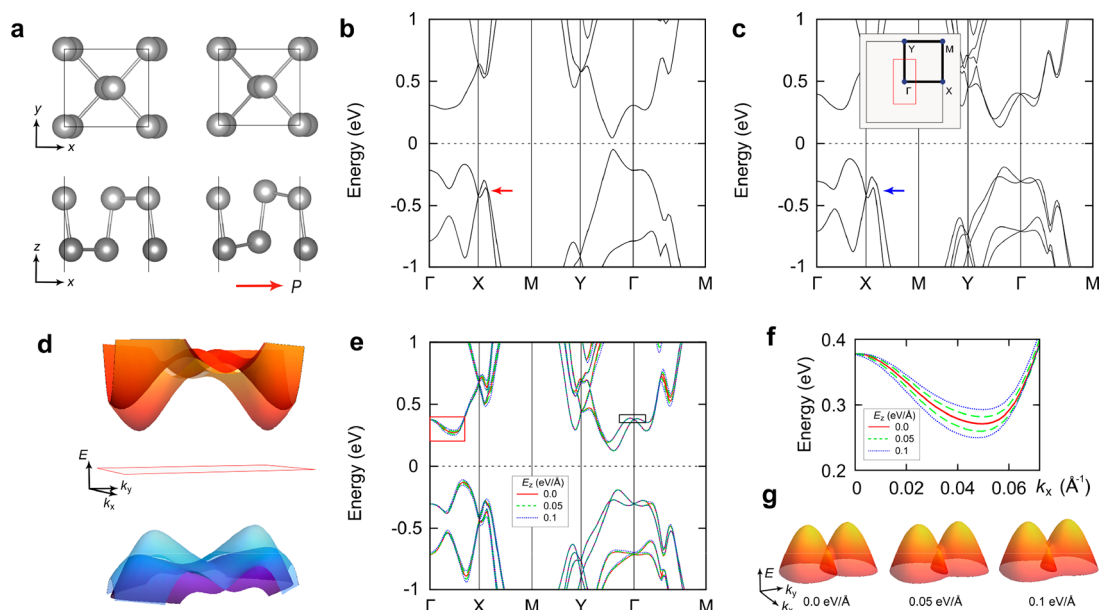 a
y
x
z
x
P
b
Energy (eV)
0.5
0
-0.5
-1
Γ X M Y Γ M
c
Energy (eV)
0.5
0
-0.5
-1
Y M
Γ X
Γ X M Y Γ M
d
E
ky
kx
e
Energy (eV)
0.5
0
-0.5
-1
Ez (eV/Å)
0.0
0.05
0.1
Γ X M Y Γ M
f
Energy (eV)
0.4
0.3
0.2
Ez (eV/Å)
0.0
0.05
0.1
0 0.02 0.04 0.06
kx (Å-1)
g
E
ky
kx
0.0 eV/Å 0.05 eV/Å 0.1 eV/Å